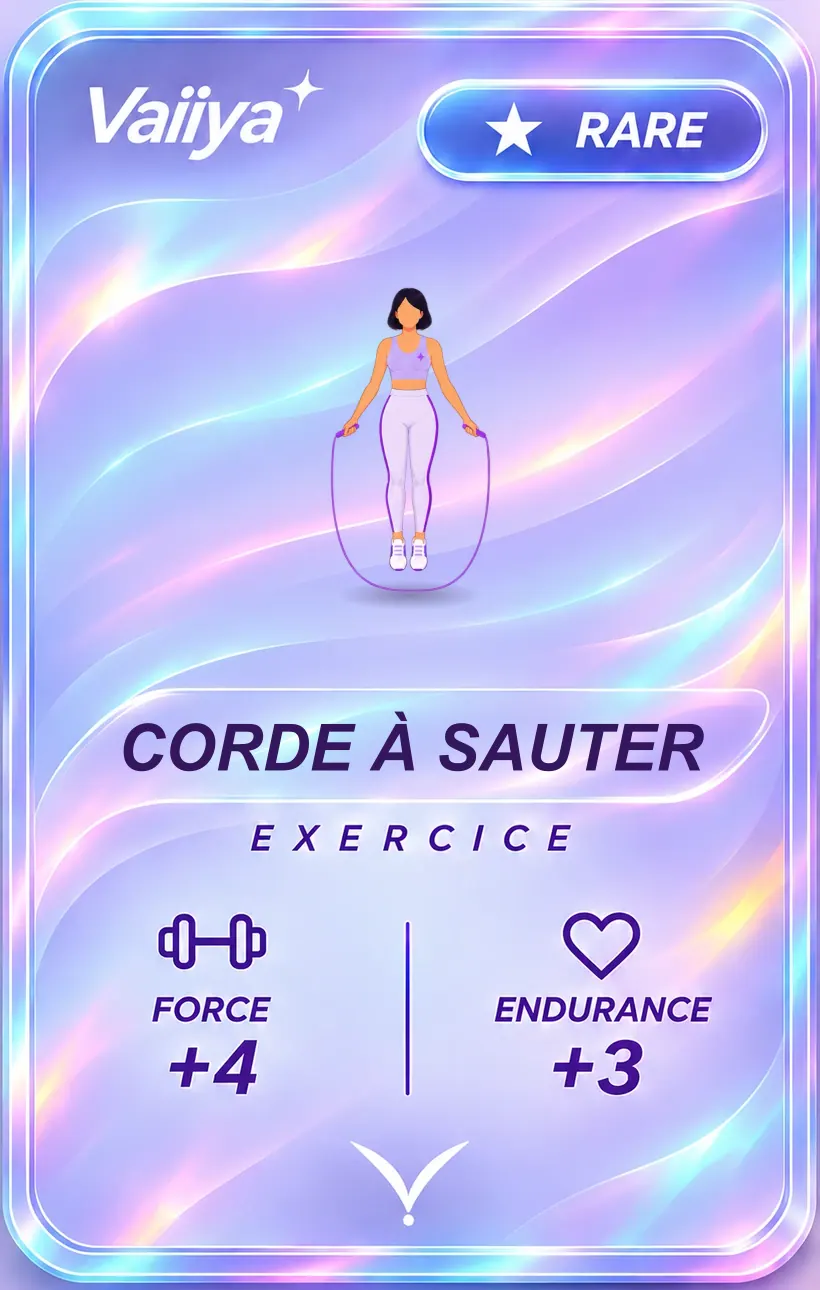 Vaiiya
RARE
CORDE À SAUTER
EXERCICE
FORCE
+4
ENDURANCE
+3